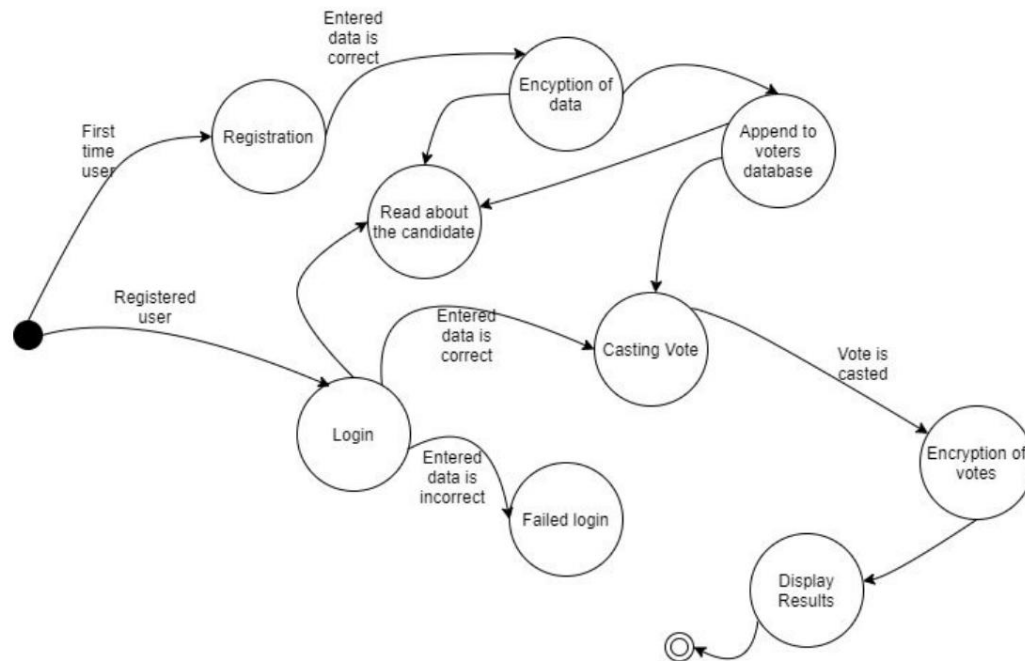 Entered
data is
correct
Encyption of
data
First
time
user
Registration
Append to
voters
database
Read about
the candidate
Registered
user
Entered
data is
correct
Casting Vote
Vote is
casted
Login
Entered
data is
incorrect
Encryption of
votes
Failed login
Display
Results